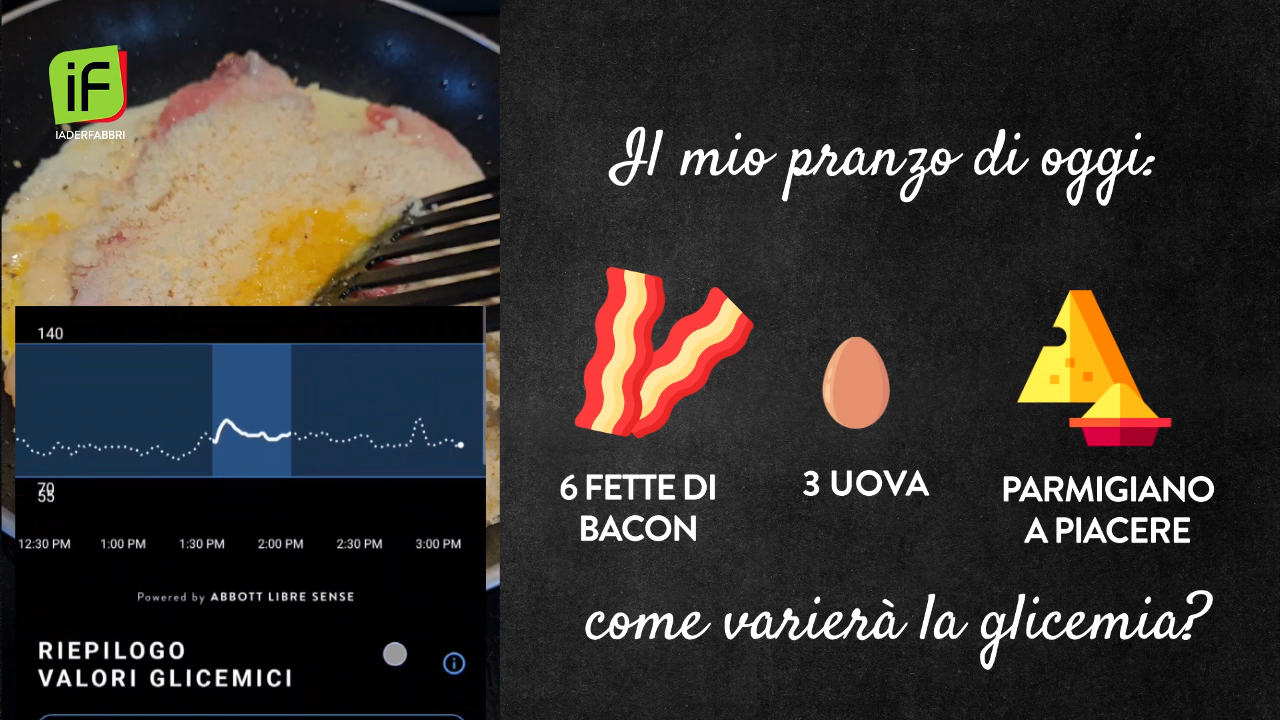 iF
IADERFABBRI
Il mio pranzo di oggi:
6 FETTE DI
BACON
3 UOVA
PARMIGIANO
A PIACERE
come varierà la glicemia?
140
70
55
12:30 PM 1:00 PM 1:30 PM 2:00 PM 2:30 PM 3:00 PM
Powered by ABBOTT LIBRE SENSE
RIEPILOGO
VALORI GLICEMICI
i